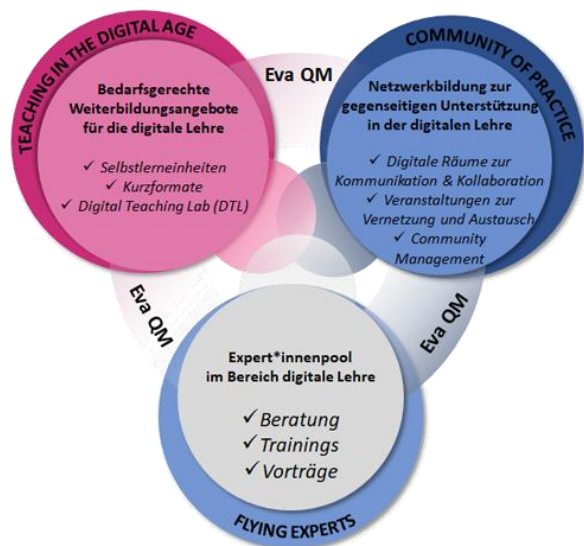 TEACHING IN THE DIGITAL AGE
Bedarfsgerechte
Weiterbildungsangebote
für die digitale Lehre
✓ Selbstlerneinheiten
✓ Kurzformate
✓ Digital Teaching Lab (DTL)
Eva QM
COMMUNITY OF PRACTICE
Netzwerkbildung zur
gegenseitigen Unterstützung
in der digitalen Lehre
✓ Digitale Räume zur
Kommunikation & Kollaboration
✓ Veranstaltungen zur
Vernetzung und Austausch
✓ Community
Management
Eva QM
Eva QM
Expert*innenpool
im Bereich digitale Lehre
✓ Beratung
✓ Trainings
✓ Vorträge
FLYING EXPERTS